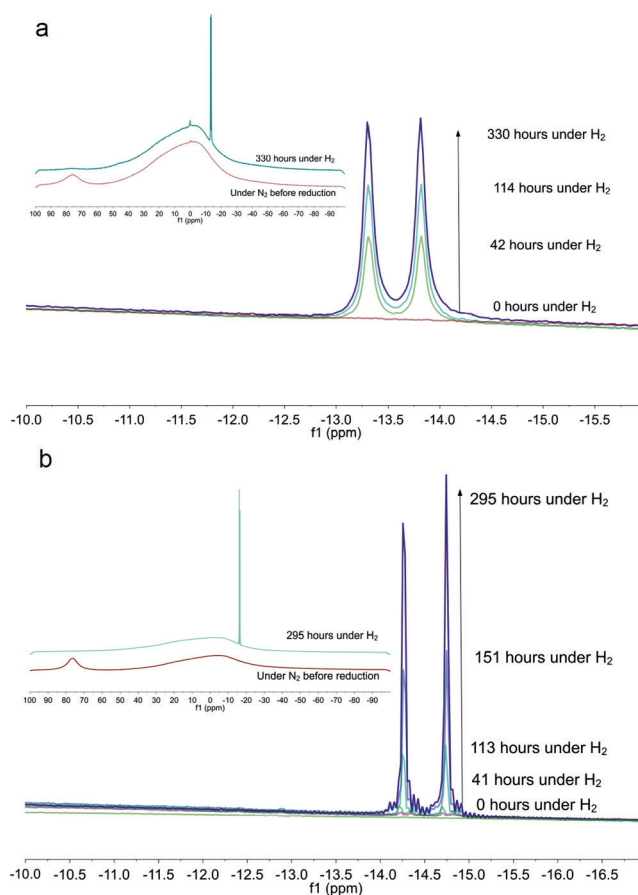 a
330 hours under H2
Under N2 before reduction
100 90 80 70 60 50 40 30 20 10 0 -10 -20 -30 -40 -50 -60 -70 -80 -90
f1 (ppm)
330 hours under H2
114 hours under H2
42 hours under H2
0 hours under H2
-10.0 -10.5 -11.0 -11.5 -12.0 -12.5 -13.0 -13.5 -14.0 -14.5 -15.0 -15.5
f1 (ppm)
b
295 hours under H2
Under N2 before reduction
100 90 80 70 60 50 40 30 20 10 0 -10 -20 -30 -40 -50 -60 -70 -80 -90
f1 (ppm)
295 hours under H2
151 hours under H2
113 hours under H2
41 hours under H2
0 hours under H2
-10.0 -10.5 -11.0 -11.5 -12.0 -12.5 -13.0 -13.5 -14.0 -14.5 -15.0 -15.5 -16.0 -16.5
f1 (ppm)